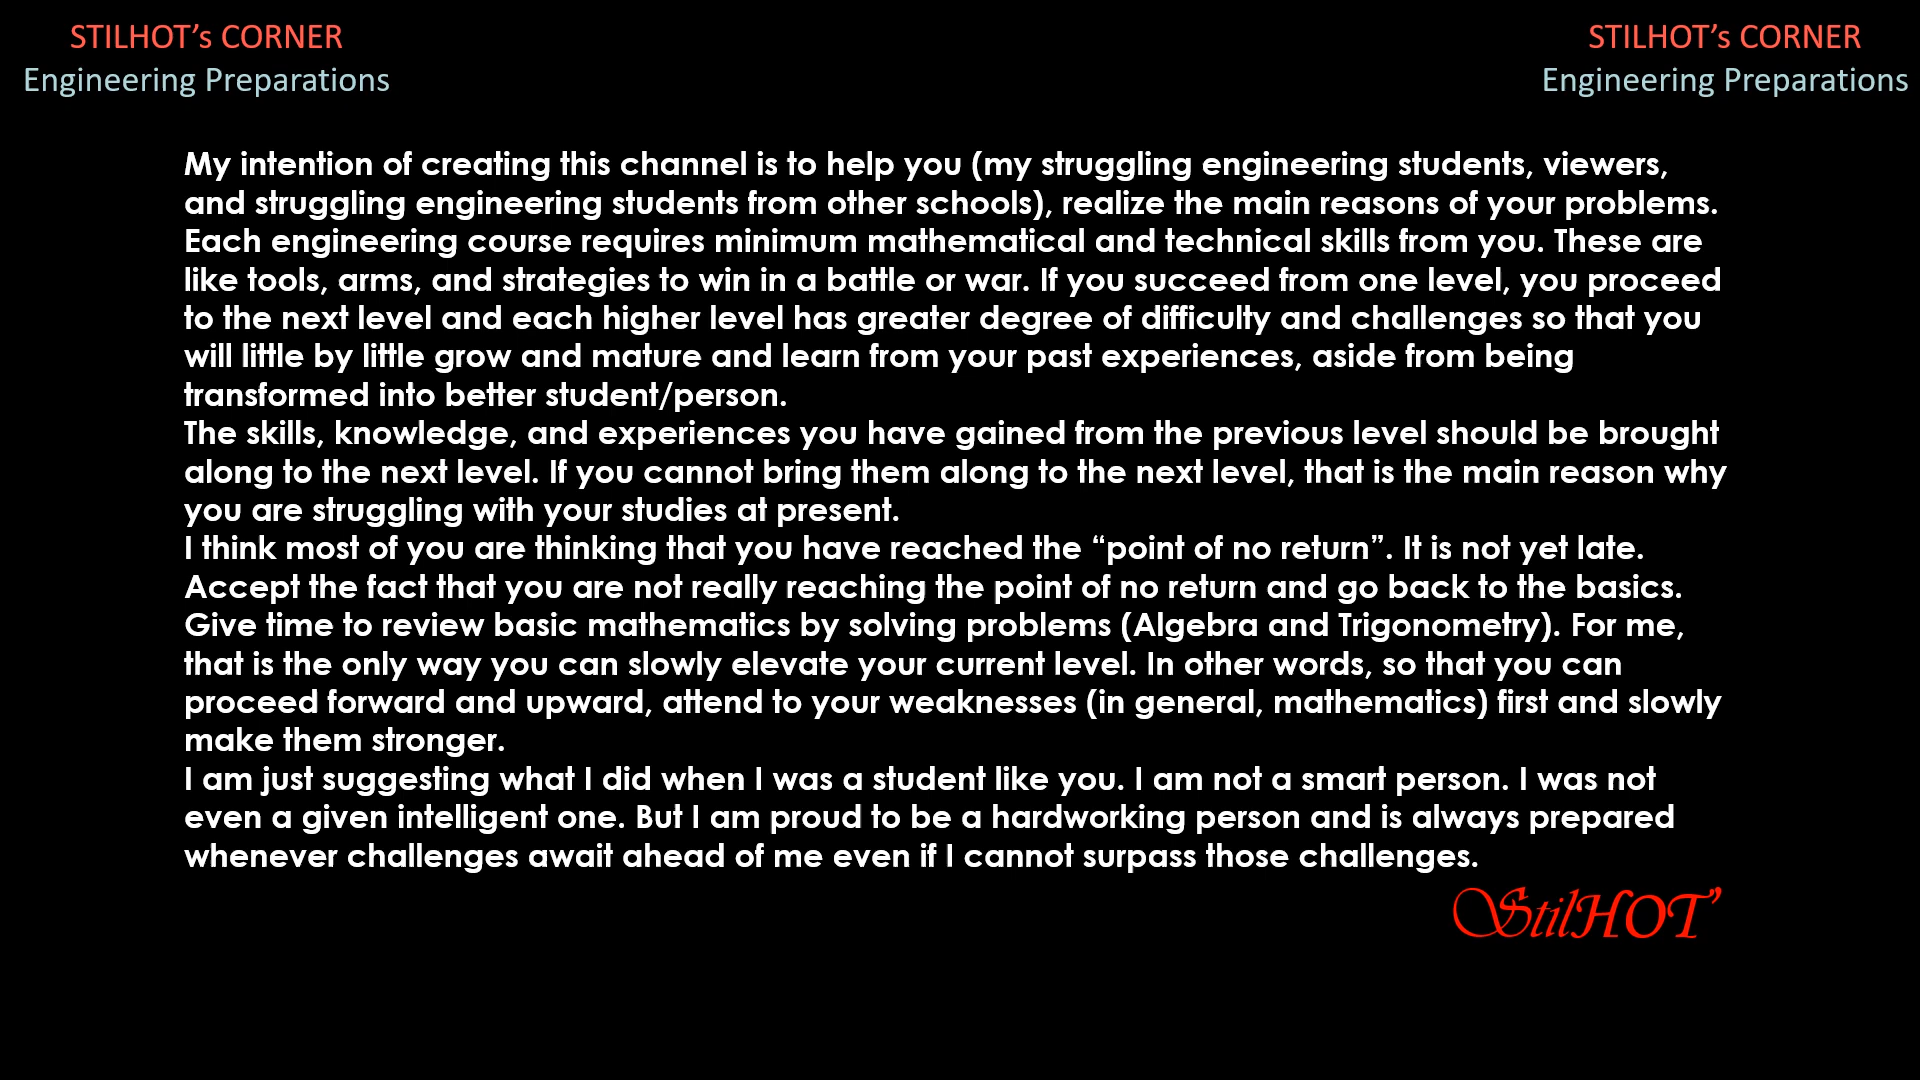 STILHOT’s CORNER
Engineering Preparations
STILHOT’s CORNER
Engineering Preparations
My intention of creating this channel is to help you (my struggling engineering students, viewers,
and struggling engineering students from other schools), realize the main reasons of your problems.
Each engineering course requires minimum mathematical and technical skills from you. These are
like tools, arms, and strategies to win in a battle or war. If you succeed from one level, you proceed
to the next level and each higher level has greater degree of difficulty and challenges so that you
will little by little grow and mature and learn from your past experiences, aside from being
transformed into better student/person.
The skills, knowledge, and experiences you have gained from the previous level should be brought
along to the next level. If you cannot bring them along to the next level, that is the main reason why
you are struggling with your studies at present.
I think most of you are thinking that you have reached the “point of no return”. It is not yet late.
Accept the fact that you are not really reaching the point of no return and go back to the basics.
Give time to review basic mathematics by solving problems (Algebra and Trigonometry). For me,
that is the only way you can slowly elevate your current level. In other words, so that you can
proceed forward and upward, attend to your weaknesses (in general, mathematics) first and slowly
make them stronger.
I am just suggesting what I did when I was a student like you. I am not a smart person. I was not
even a given intelligent one. But I am proud to be a hardworking person and is always prepared
whenever challenges await ahead of me even if I cannot surpass those challenges.
StilHOT’